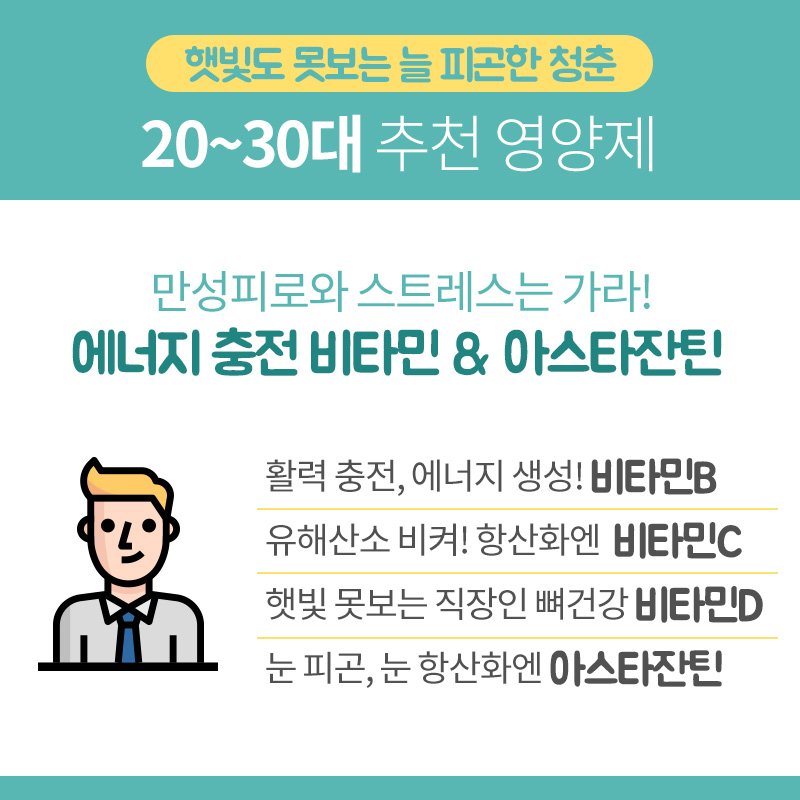 햇빛도 못보는 늘 피곤한 청춘
20~30대 추천 영양제
만성피로와 스트레스는 가라!
에너지 충전 비타민 & 아스타잔틴
활력 충전, 에너지 생성! 비타민B
유해산소 비켜! 항산화엔 비타민C
햇빛 못보는 직장인 뼈건강 비타민D
눈 피곤, 눈 항산화엔 아스타잔틴